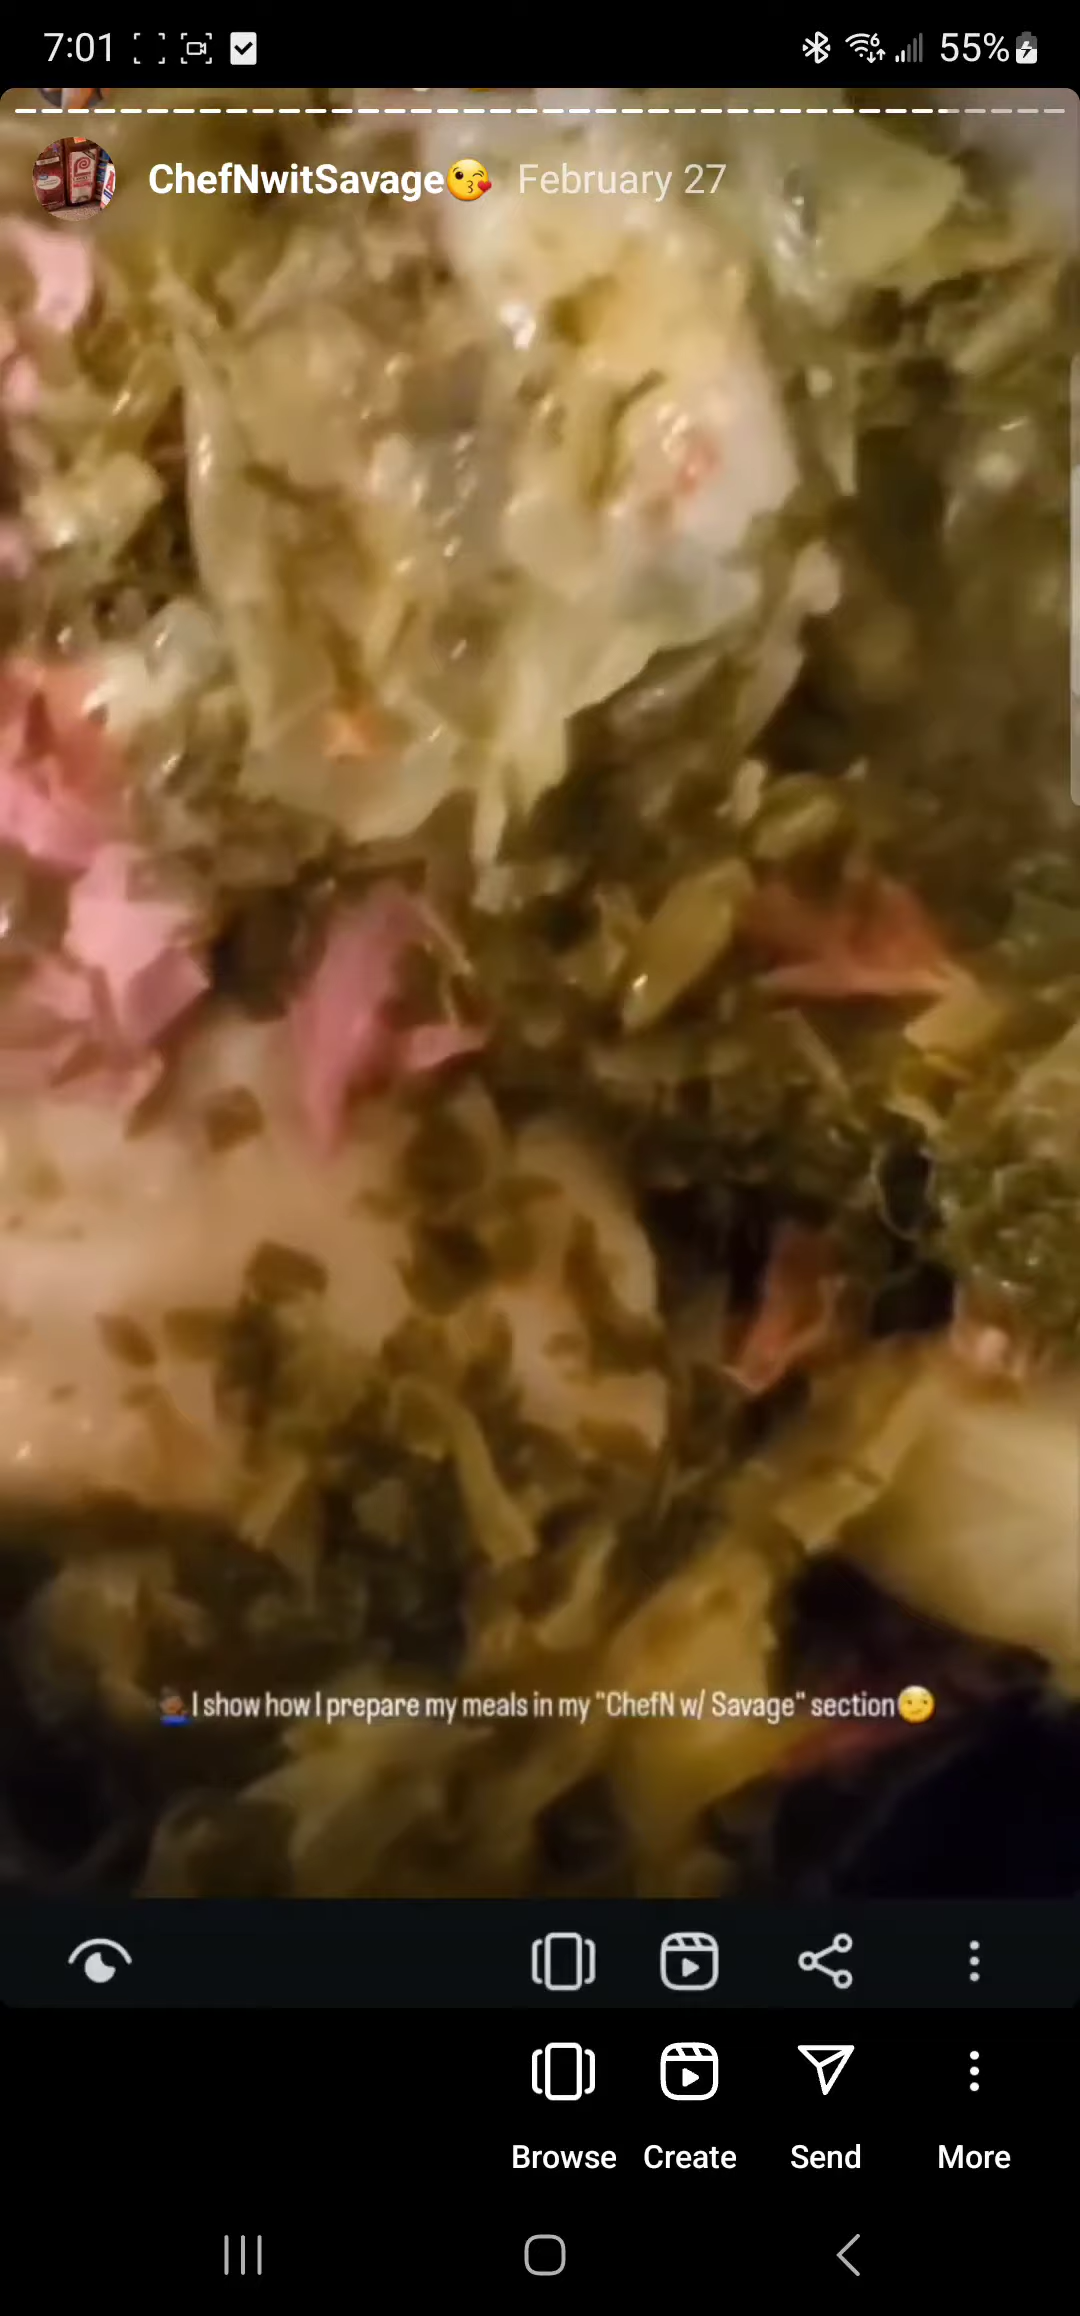 7:01
6
55%
ChefNwitSavage😘 February 27
🤷🏾‍♂️I show how I prepare my meals in my "ChefN w/ Savage" section😏
Browse Create Send More